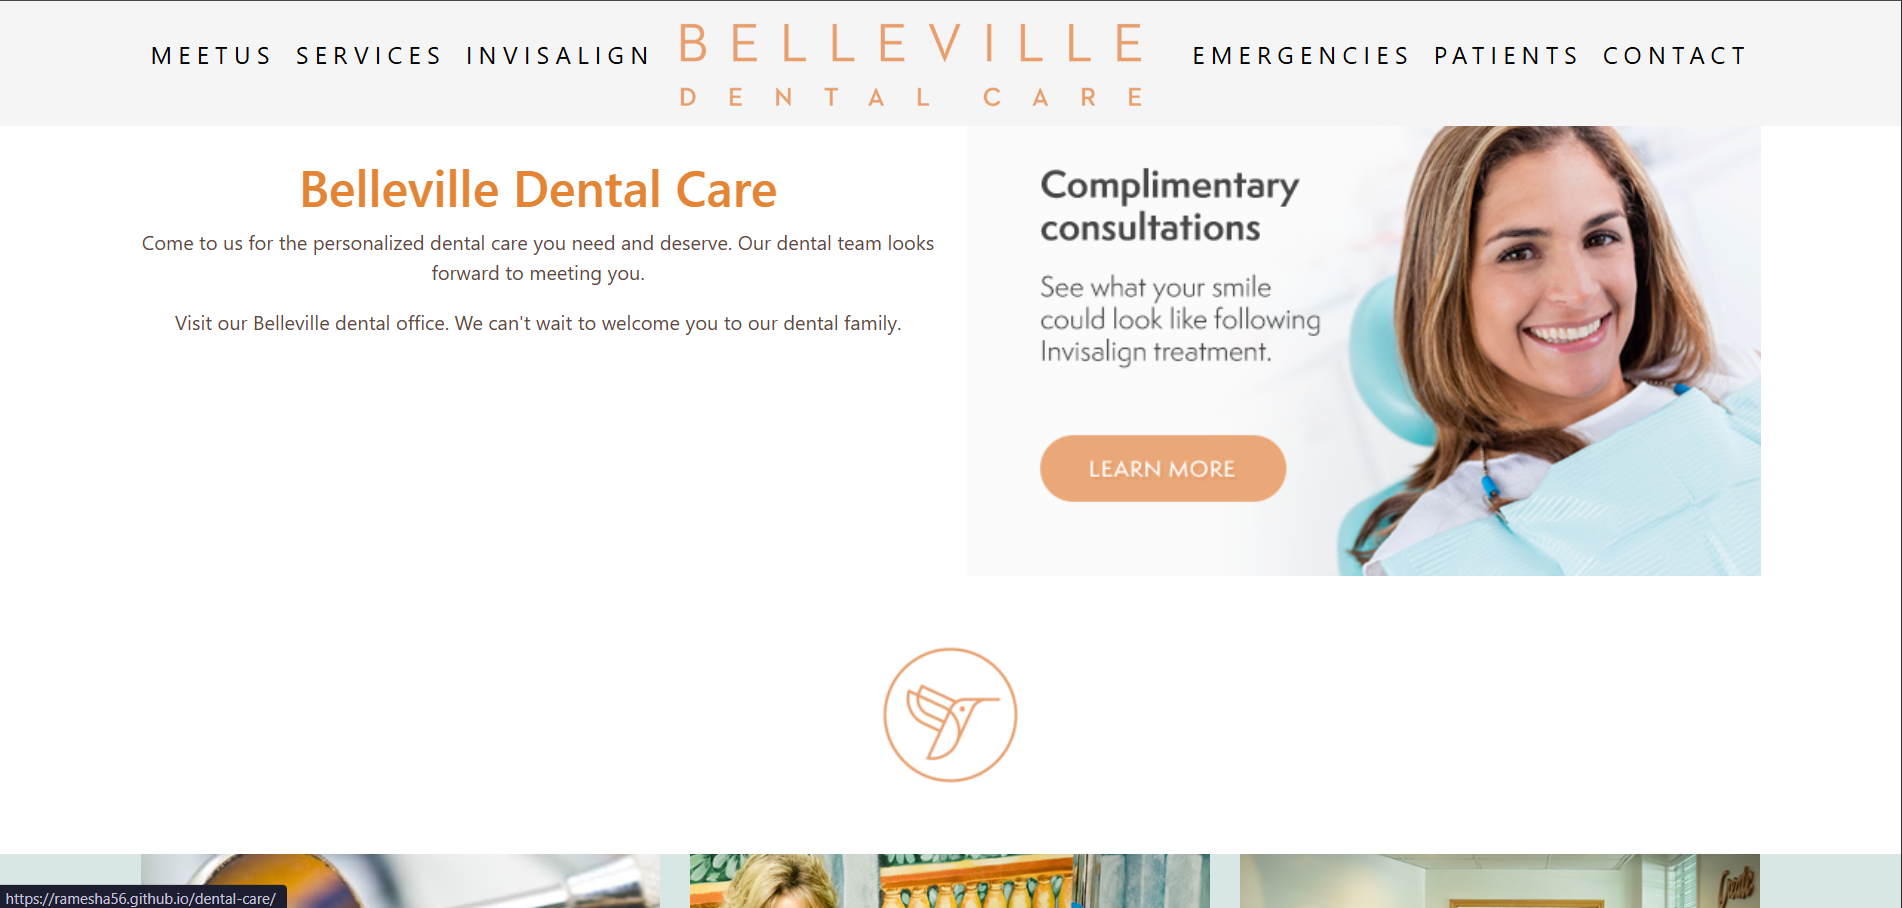 MEETUS SERVICES INVISALIGN
BELLEVILLE
DENTAL CARE
EMERGENCIES PATIENTS CONTACT
Belleville Dental Care
Come to us for the personalized dental care you need and deserve. Our dental team looks
forward to meeting you.
Visit our Belleville dental office. We can't wait to welcome you to our dental family.
Complimentary
consultations
See what your smile
could look like following
Invisalign treatment.
LEARN MORE
https://ramesha56.github.io/dental-care/